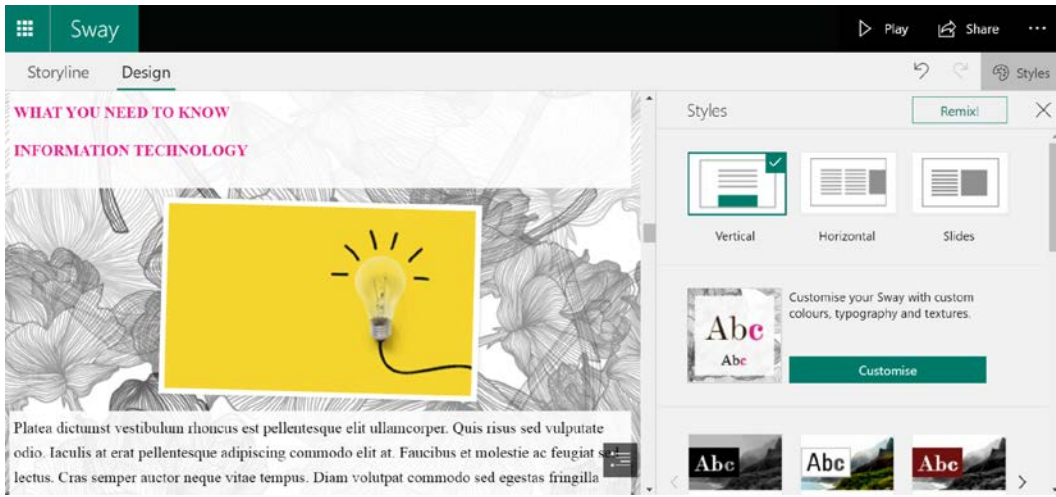 Sway
Play
Share
Storyline
Design
Styles
WHAT YOU NEED TO KNOW
INFORMATION TECHNOLOGY
Platea dictumst vestibulum rhoncus est pellentesque elit ullamcorper. Quis risus sed vulputate
odio. Iaculis at erat pellentesque adipiscing commodo elit at. Faucibus et molestie ac feugiat sed
lectus. Cras semper auctor neque vitae tempus. Diam volutpat commodo sed egestas fringilla
Styles
Remix!
Vertical
Horizontal
Slides
Abc
Abc
Customise your Sway with custom
colours, typography and textures.
Customise
Abc
Abc
Abc